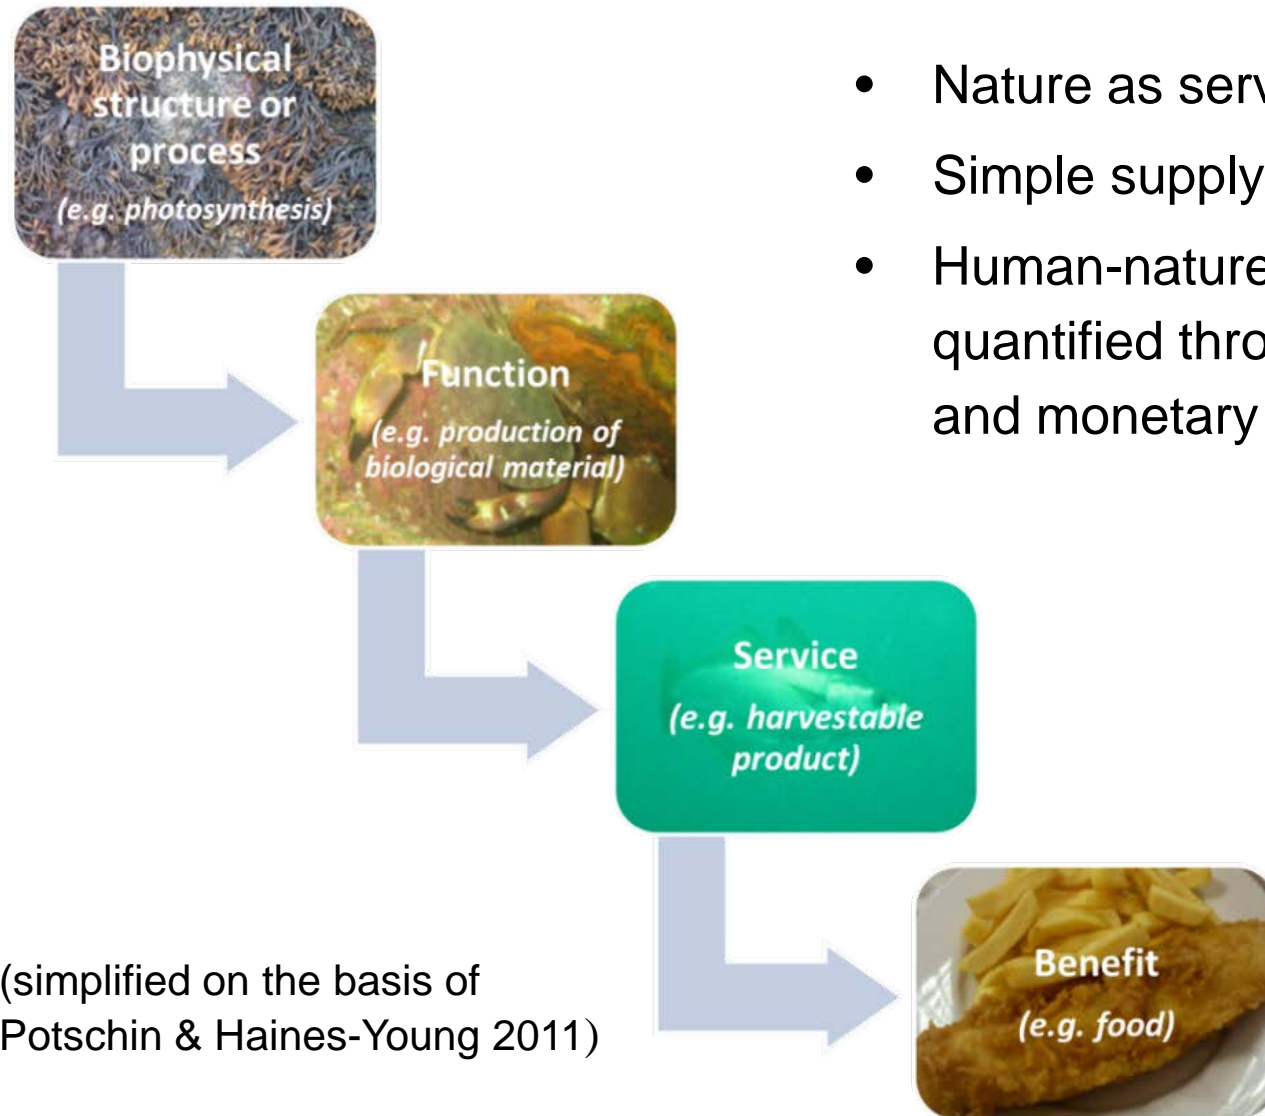 Biophysical
structure or
process
(e.g. photosynthesis)
• Nature as serv
• Simple supply
• Human-nature
quantified thro
and monetary
Function
(e.g. production of
biological material)
Service
(e.g. harvestable
product)
Benefit
(e.g. food)
(simplified on the basis of
Potschin & Haines-Young 2011)